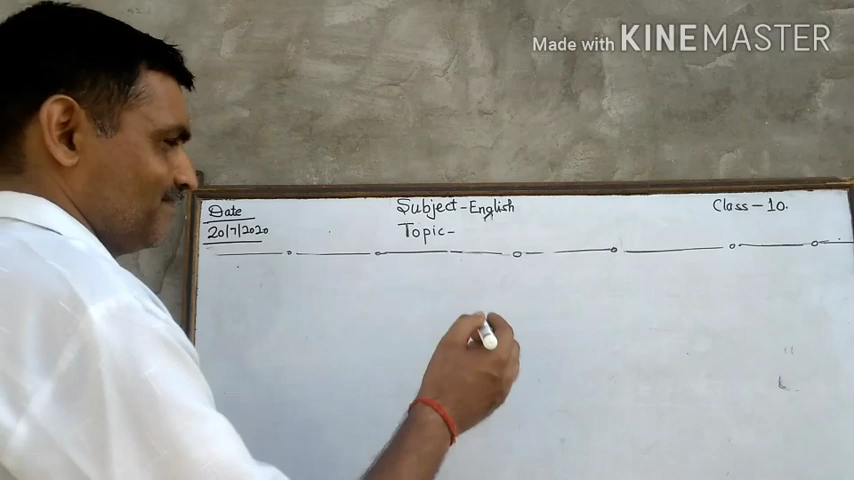 Made with KINEMASTER
Date
Subject-English
Class-10.
20/7/2020
Topic-